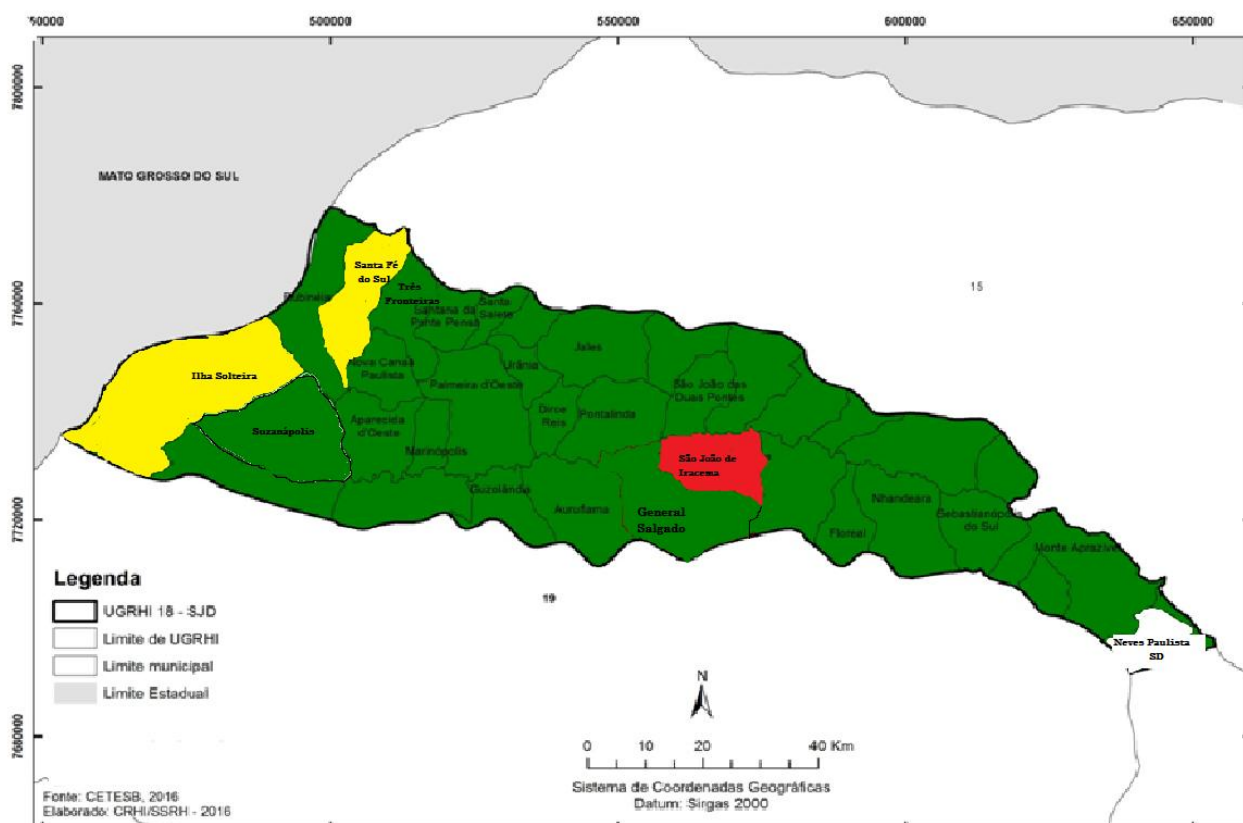 500000
550000
600000
650000
7800000
MATO GROSSO DO SUL
Santa Fé
do Sul
Três
Fronteiras
Rubinéia
15
7760000
Santana da
Ponte Pensa
Santa
Salete
Jales
Ilha Solteira
Nova Canaã
Paulista
Urânia
Palmeira d'Oeste
São João das
Duas Pontes
Suzanápolis
Aparecida
d'Oeste
Dirce
Reis
Pontalinda
Marinópolis
São João de
Iracema
7720000
Guzolândia
Auriflama
General
Salgado
Nhandeara
Floreal
Sebastianópolis
do Sul
Monte Aprazível
Legenda
UGRHI 18 - SJD
Limite de UGRHI
Limite municipal
Limite Estadual
19
Neves Paulista
SD
N
7680000
0 10 20 40 Km
Sistema de Coordenadas Geográficas
Datum: Sirgas 2000
Fonte: CETESB, 2016
Elaborado: CRHI/SSRHI - 2016